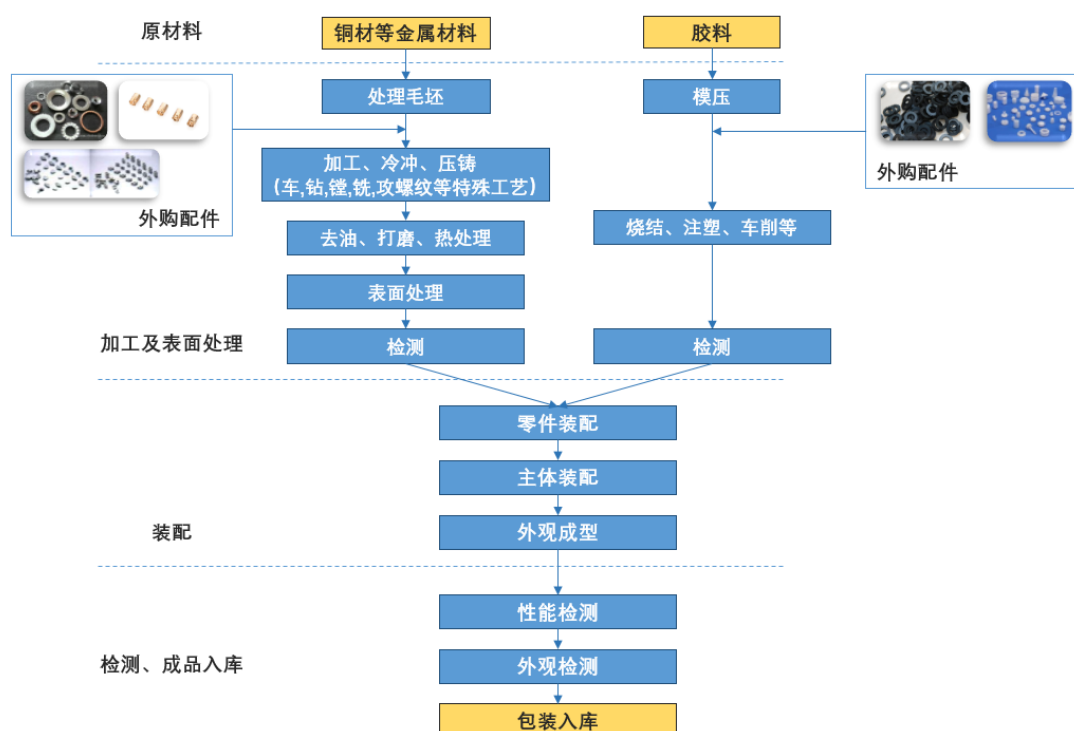 原材料
铜材等金属材料
胶料
处理毛坯
模压
外购配件
外购配件
加工、冷冲、压铸
(车,钻,镗,铣,攻螺纹等特殊工艺)
去油、打磨、热处理
烧结、注塑、车削等
表面处理
加工及表面处理
检测
检测
零件装配
主体装配
装配
外观成型
性能检测
检测、成品入库
外观检测
包装入库